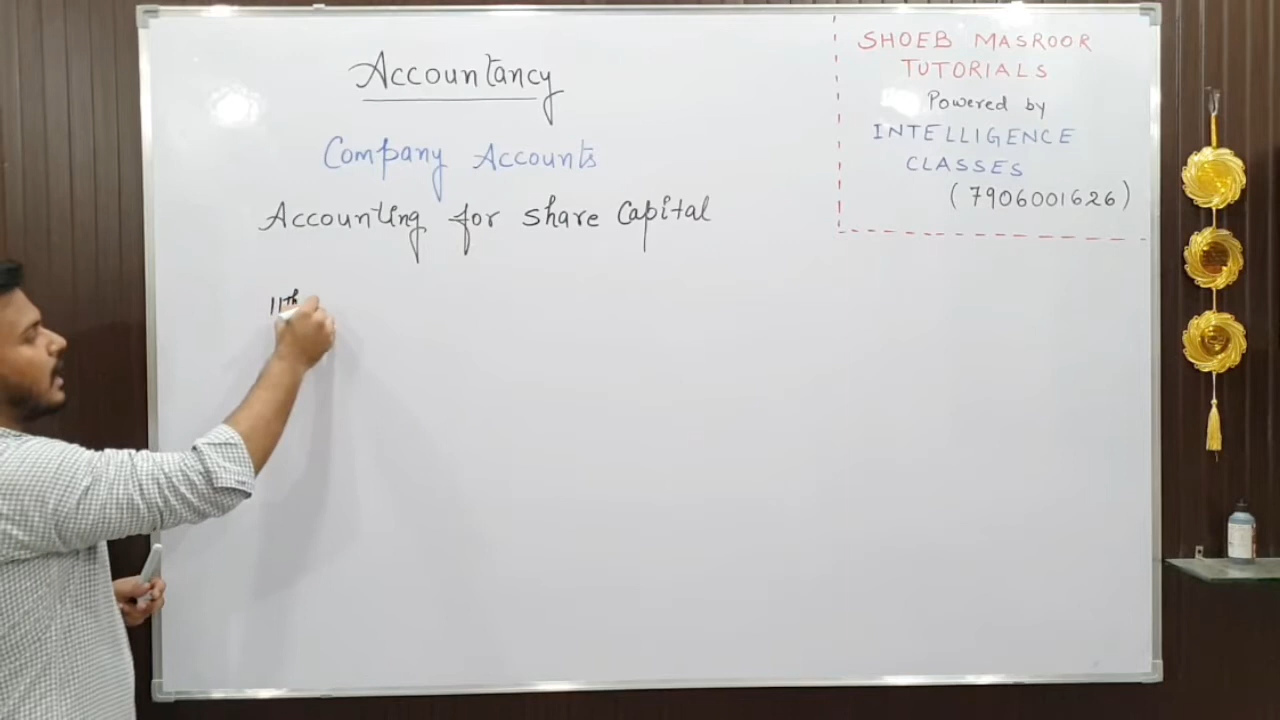 Accountancy
Company Accounts
Accounting for Share Capital
11th
SHOEB MASROOR
TUTORIALS
Powered by
INTELLIGENCE
CLASSES
(7906001626)